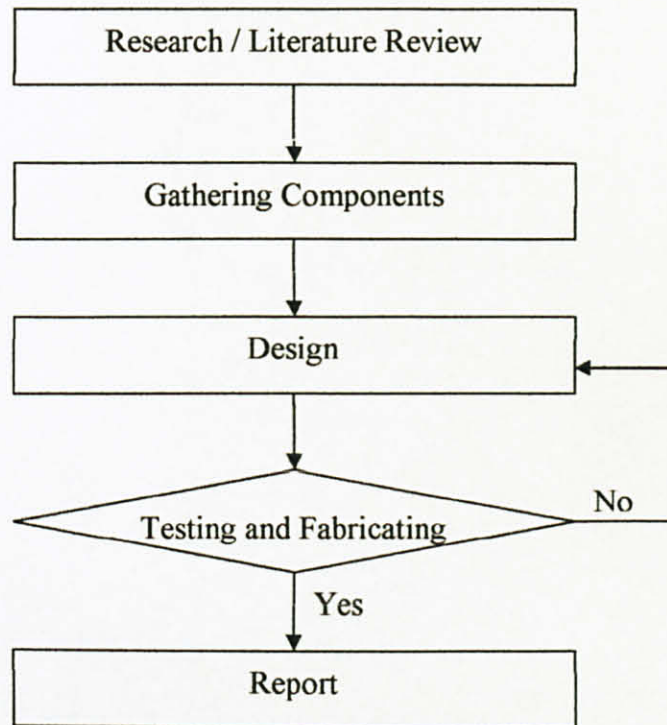 Research / Literature Review
Gathering Components
Design
Testing and Fabricating
No
Yes
Report